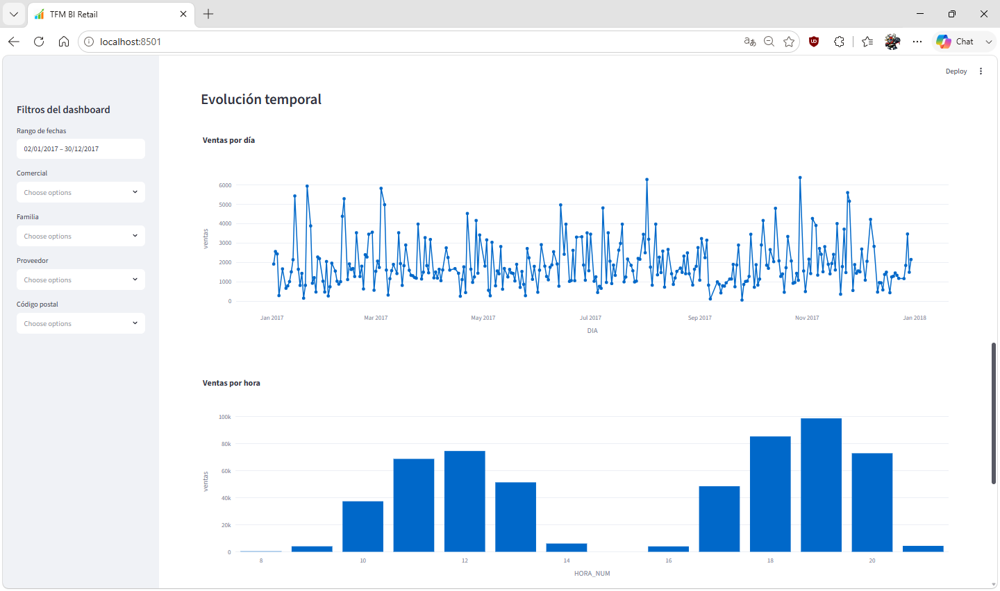 TFM BI Retail
localhost:8501
Chat
Deploy
Filtros del dashboard
Rango de fechas
02/01/2017 – 30/12/2017
Comercial
Choose options
Familia
Choose options
Proveedor
Choose options
Código postal
Choose options
Evolución temporal
Ventas por día
6000
5000
4000
3000
2000
1000
0
ventas
Jan 2017 Mar 2017 May 2017 Jul 2017 Sep 2017 Nov 2017 Jan 2018
DIA
Ventas por hora
100k
80k
60k
40k
20k
0
ventas
8 10 12 14 16 18 20
HORA_NUM